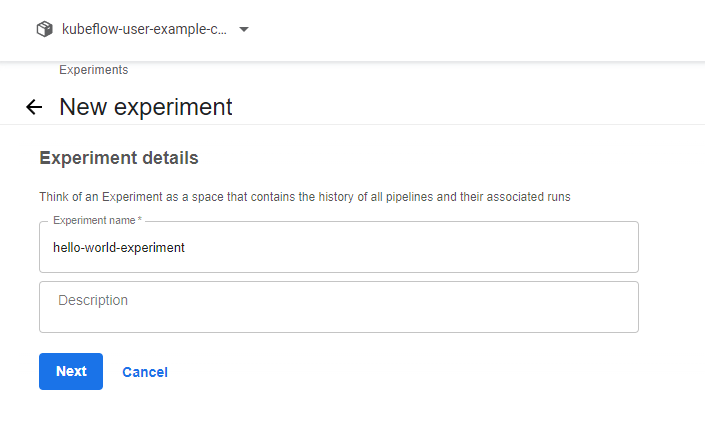 kubeflow-user-example-c...
Experiments
New experiment
Experiment details
Think of an Experiment as a space that contains the history of all pipelines and their associated runs
Experiment name *
hello-world-experiment
Description
Next
Cancel